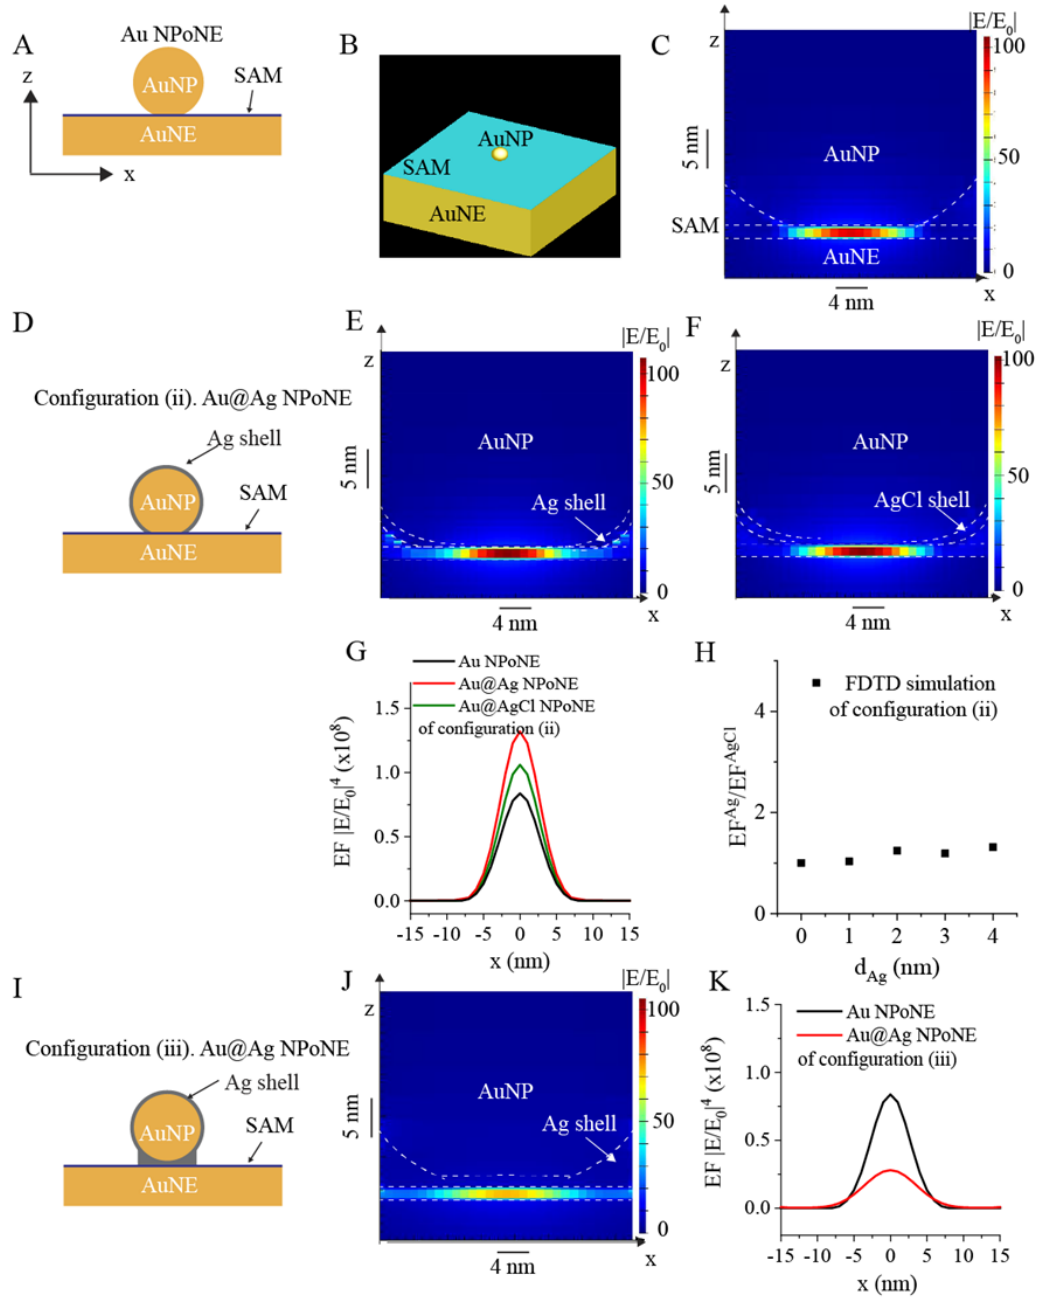 A
Au NPoNE
z
AuNP
SAM
AuNE
x
B
AuNP
SAM
AuNE
C
z
|E/E₀|
100
50
0
5 nm
AuNP
SAM
AuNE
4 nm
x
D
Configuration (ii). Au@Ag NPoNE
Ag shell
AuNP
SAM
AuNE
E
z
|E/E₀|
100
50
0
5 nm
AuNP
Ag shell
4 nm
x
F
z
|E/E₀|
100
50
0
5 nm
AuNP
AgCl shell
4 nm
x
G
Au NPoNE
Au@Ag NPoNE
Au@AgCl NPoNE
of configuration (ii)
EF |E/E₀|⁴ (x10⁸)
1.5
1.0
0.5
0.0
-15 -10 -5 0 5 10 15
x (nm)
H
FDTD simulation
of configuration (ii)
EF^Ag/EF^AgCl
4
2
0
0 1 2 3 4
d_Ag (nm)
I
Configuration (iii). Au@Ag NPoNE
Ag shell
AuNP
SAM
AuNE
J
z
|E/E₀|
100
50
0
5 nm
AuNP
Ag shell
4 nm
x
K
Au NPoNE
Au@Ag NPoNE
of configuration (iii)
EF |E/E₀|⁴ (x10⁸)
1.5
1.0
0.5
0.0
-15 -10 -5 0 5 10 15
x (nm)